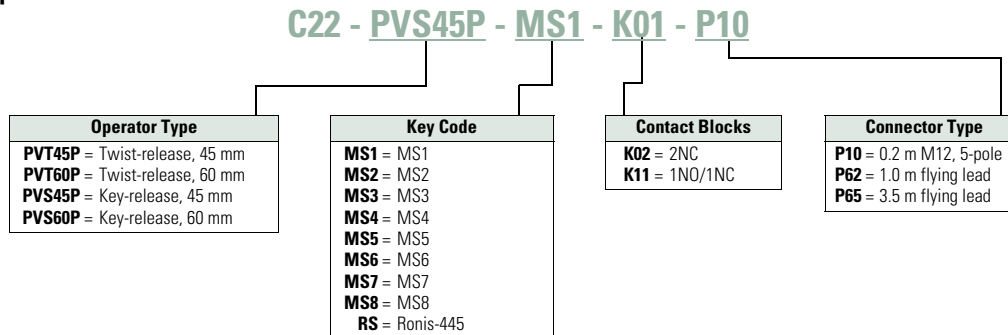 C22 - PVS45P - MS1 - K01 - P10
Operator Type
PVT45P = Twist-release, 45 mm
PVT60P = Twist-release, 60 mm
PVS45P = Key-release, 45 mm
PVS60P = Key-release, 60 mm
Key Code
MS1 = MS1
MS2 = MS2
MS3 = MS3
MS4 = MS4
MS5 = MS5
MS6 = MS6
MS7 = MS7
MS8 = MS8
RS = Ronis-445
Contact Blocks
K02 = 2NC
K11 = 1NO/1NC
Connector Type
P10 = 0.2 m M12, 5-pole
P62 = 1.0 m flying lead
P65 = 3.5 m flying lead